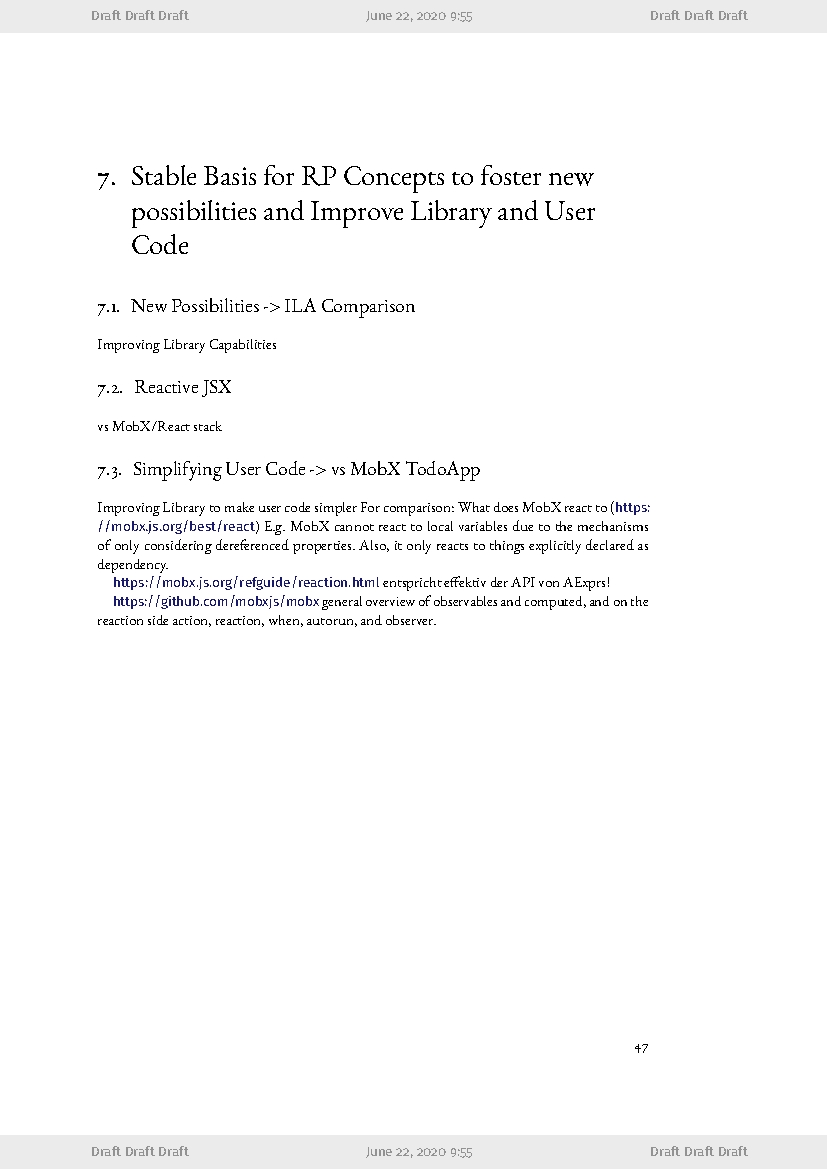 Draft Draft Draft June 22, 2020 9:55 Draft Draft Draft
7. Stable Basis for RP Concepts to foster new
possibilities and Improve Library and User
Code
7.1. New Possibilities -> ILA Comparison
Improving Library Capabilities
7.2. Reactive JSX
vs MobX/React stack
7.3. Simplifying User Code -> vs MobX TodoApp
Improving Library to make user code simpler For comparison: What does MobX react to (https:
//mobx.js.org/best/react) E.g. MobX cannot react to local variables due to the mechanisms
of only considering dereferenced properties. Also, it only reacts to things explicitly declared as
dependency.
https://mobx.js.org/refguide/reaction.html entspricht effektiv der API von AExprs!
https://github.com/mobxjs/mobx general overview of observables and computed, and on the
reaction side action, reaction, when, autorun, and observer.
47
Draft Draft Draft June 22, 2020 9:55 Draft Draft Draft